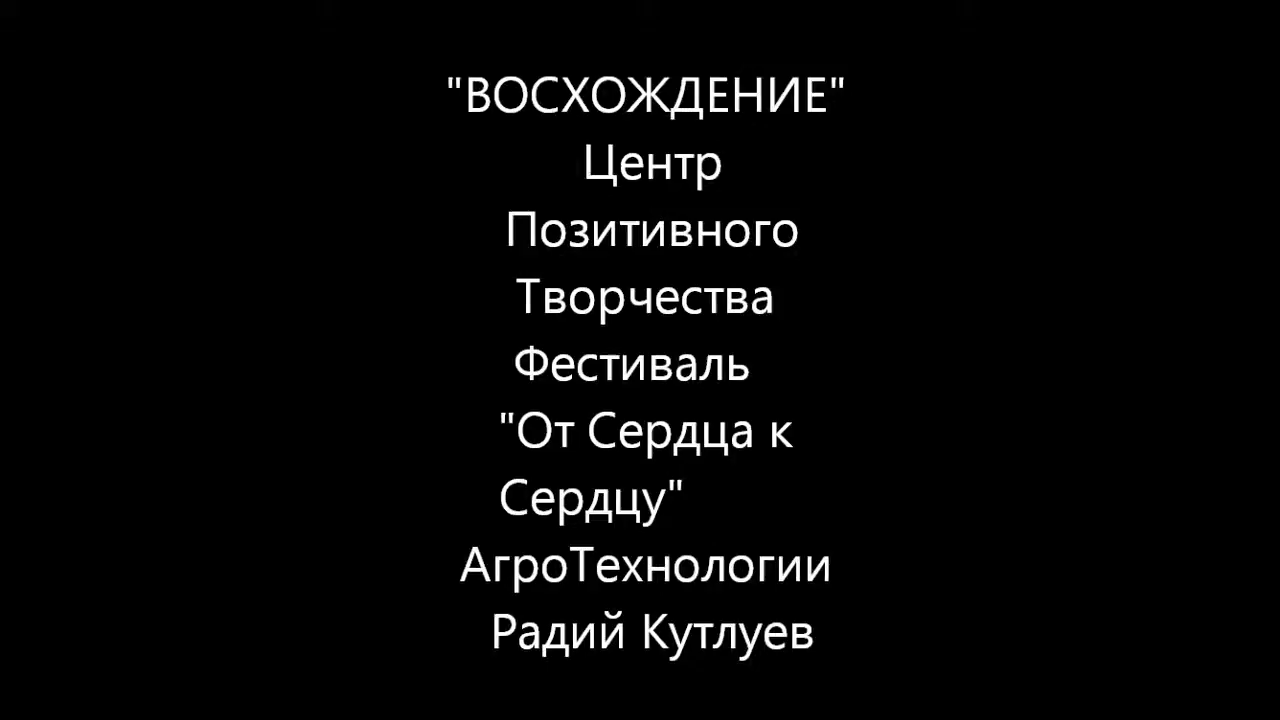 "ВОСХОЖДЕНИЕ"
Центр
Позитивного
Творчества
Фестиваль
"От Сердца к
Сердцу"
АгроТехнологии
Радий Кутлуев